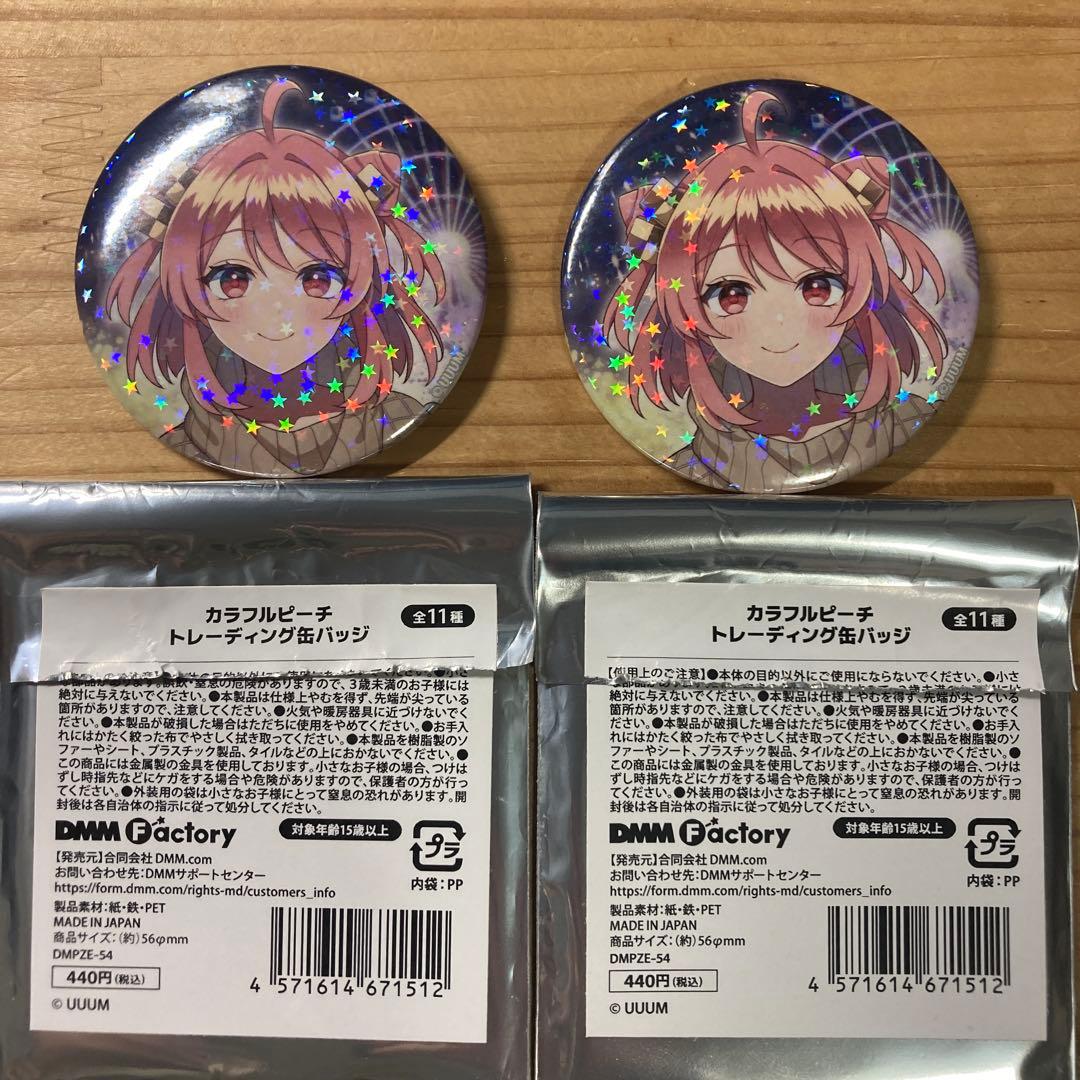 ©UUUM
©UUUM
カラフルピーチ
トレーディング缶バッジ
全11種
絶対に与えないでください。●本製品は仕様上やむを得ず、先端が尖っている
箇所がありますので、注意してください。●火気や暖房器具に近づけないでく
ださい。●本製品が破損した場合はただちに使用をやめてください。●お手入
れにはかたく絞った布でやさしく拭き取ってください。●本製品を樹脂製のソ
ファーやシート、プラスチック製品、タイルなどの上におかないでください。●
この商品には金属製の金具を使用しております。小さなお子様の場合、つけは
ずし時指先などにケガをする場合や危険がありますので、保護者の方が行っ
てください。●外装用の袋は小さなお子様にとって窒息の恐れがあります。開
封後は各自治体の指示に従って処分してください。
DMM Factory
対象年齢15歳以上
プラ
【発売元】合同会社DMM.com
お問い合わせ先:DMMサポートセンター
https://form.dmm.com/rights-md/customers_info
内袋:PP
製品素材:紙・鉄・PET
MADE IN JAPAN
商品サイズ:(約)56φmm
DMPZE-54
440円(税込)
4 571614 671512
© UUUM
カラフルピーチ
トレーディング缶バッジ
全11種
【使用上のご注意】●本体の目的以外にご使用にならないでください。●小さ
絶対に与えないでください。●本製品は仕様上やむを得ず、先端が尖っている
箇所がありますので、注意してください。●火気や暖房器具に近づけないでく
ださい。●本製品が破損した場合はただちに使用をやめてください。●お手入
れにはかたく絞った布でやさしく拭き取ってください。●本製品を樹脂製のソ
ファーやシート、プラスチック製品、タイルなどの上におかないでください。●
この商品には金属製の金具を使用しております。小さなお子様の場合、つけは
ずし時指先などにケガをする場合や危険がありますので、保護者の方が行っ
てください。●外装用の袋は小さなお子様にとって窒息の恐れがあります。開
封後は各自治体の指示に従って処分してください。
DMM Factory
対象年齢15歳以上
プラ
【発売元】合同会社DMM.com
お問い合わせ先:DMMサポートセンター
https://form.dmm.com/rights-md/customers_info
内袋:PP
製品素材:紙・鉄・PET
MADE IN JAPAN
商品サイズ:(約)56φmm
DMPZE-54
440円(税込)
4 571614 671512
© UUUM